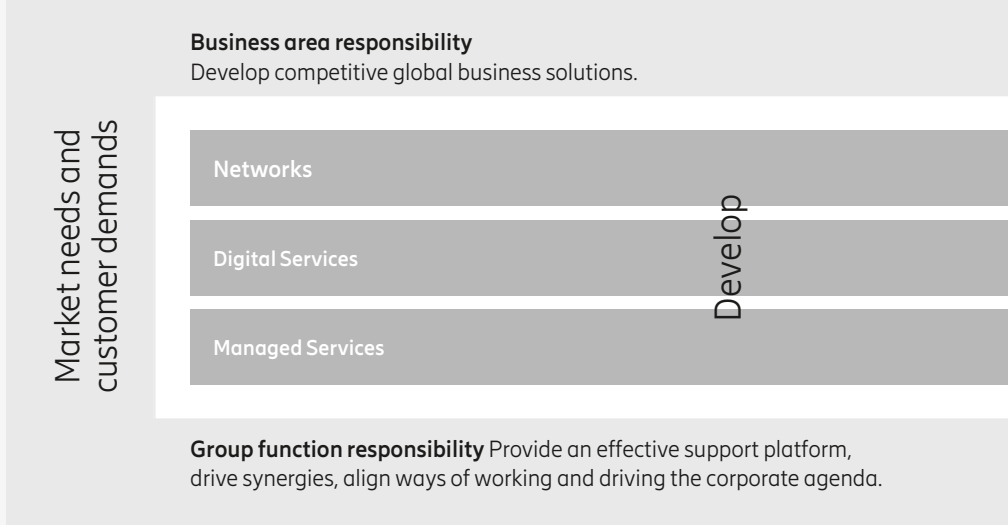 Business area responsibility
Develop competitive global business solutions.
Market needs and
customer demands
Networks
Digital Services
Managed Services
Develop
Group function responsibility Provide an effective support platform,
drive synergies, align ways of working and driving the corporate agenda.